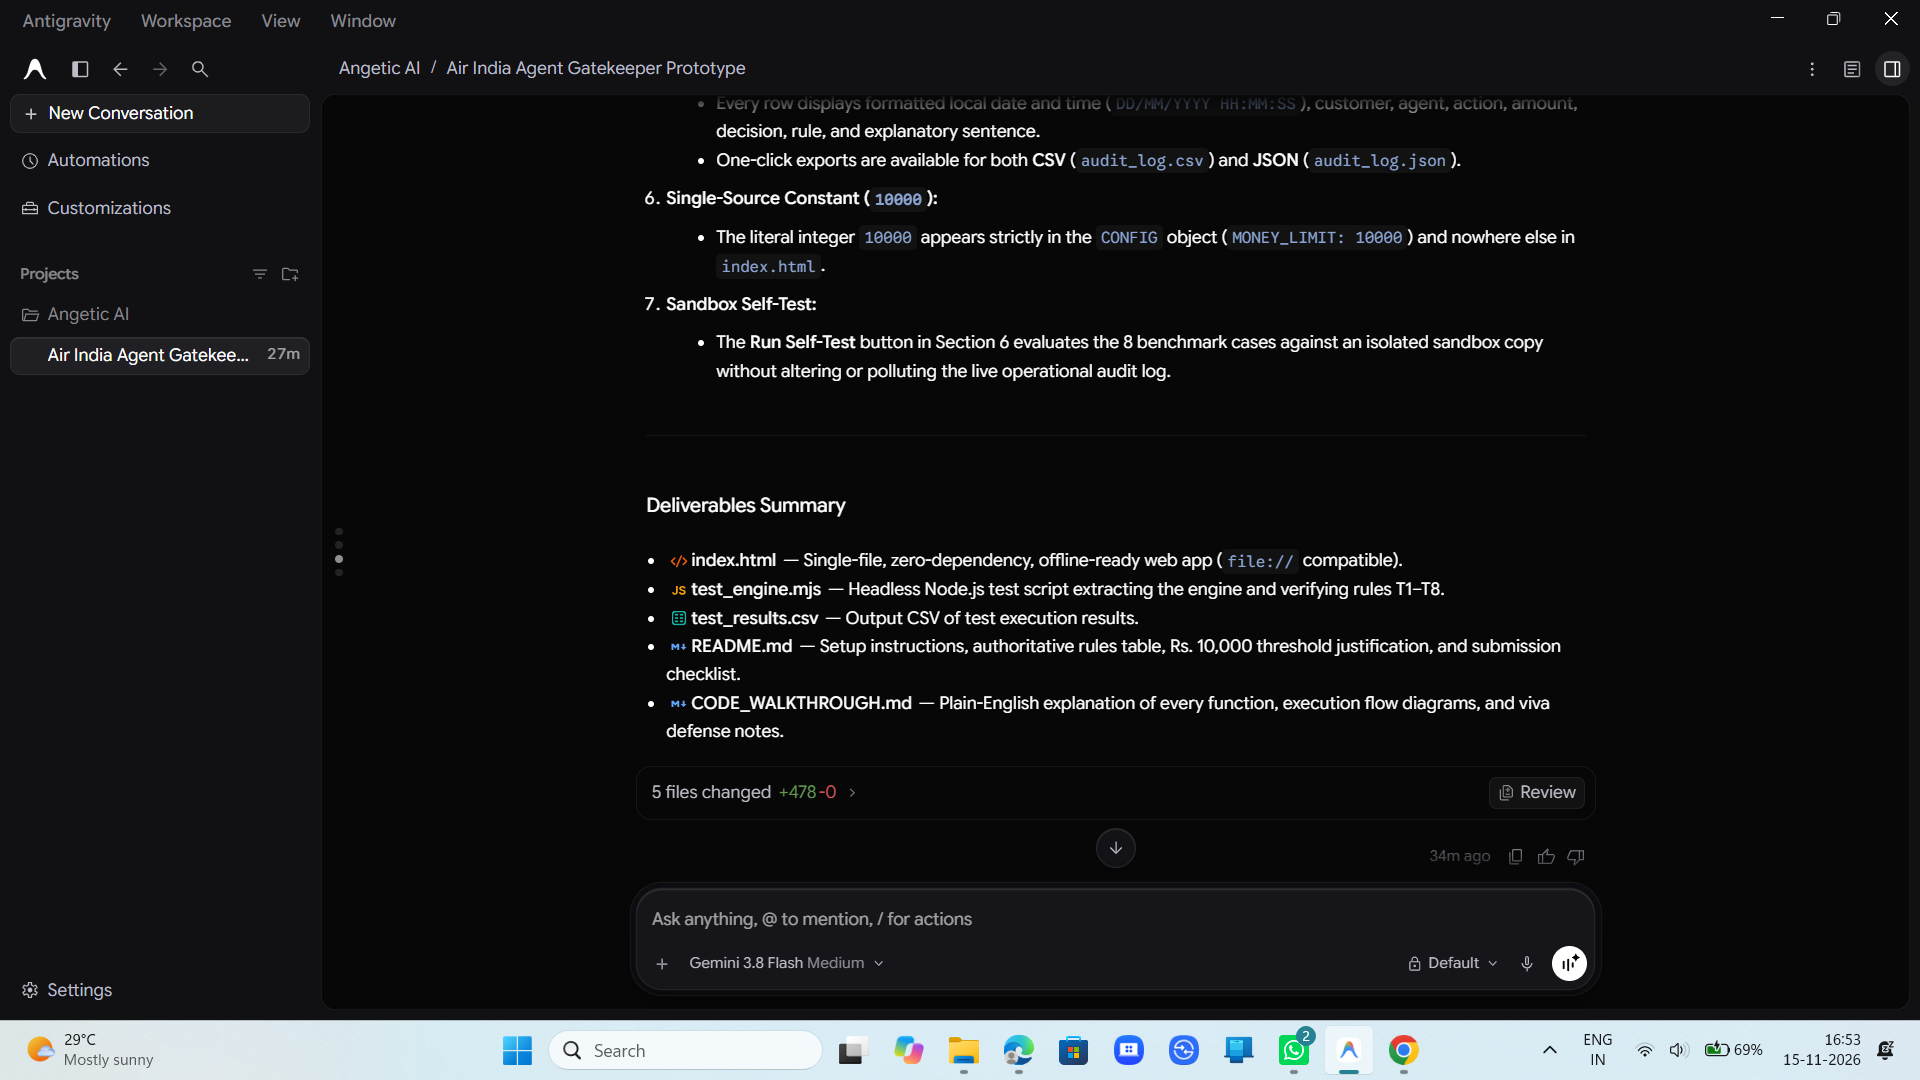 Antigravity Workspace View Window
Angetic AI / Air India Agent Gatekeeper Prototype
+ New Conversation
Automations
Customizations
Projects
Angetic AI
Air India Agent Gatekee... 27m
Settings
• Every row displays formatted local date and time ( DD/MM/YYYY HH:MM:SS ), customer, agent, action, amount,
decision, rule, and explanatory sentence.
• One-click exports are available for both CSV ( audit_log.csv ) and JSON ( audit_log.json ).
6. Single-Source Constant ( 10000 ):
• The literal integer 10000 appears strictly in the CONFIG object ( MONEY_LIMIT: 10000 ) and nowhere else in
index.html .
7. Sandbox Self-Test:
• The Run Self-Test button in Section 6 evaluates the 8 benchmark cases against an isolated sandbox copy
without altering or polluting the live operational audit log.
Deliverables Summary
• </> index.html — Single-file, zero-dependency, offline-ready web app ( file:// compatible).
• JS test_engine.mjs — Headless Node.js test script extracting the engine and verifying rules T1–T8.
• test_results.csv — Output CSV of test execution results.
• M↓ README.md — Setup instructions, authoritative rules table, Rs. 10,000 threshold justification, and submission
checklist.
• M↓ CODE_WALKTHROUGH.md — Plain-English explanation of every function, execution flow diagrams, and viva
defense notes.
5 files changed +478 -0 >
Review
34m ago
Ask anything, @ to mention, / for actions
+ Gemini 3.8 Flash Medium
Default
29°C
Mostly sunny
Search
2
ENG
IN
69%
16:53
15-11-2026